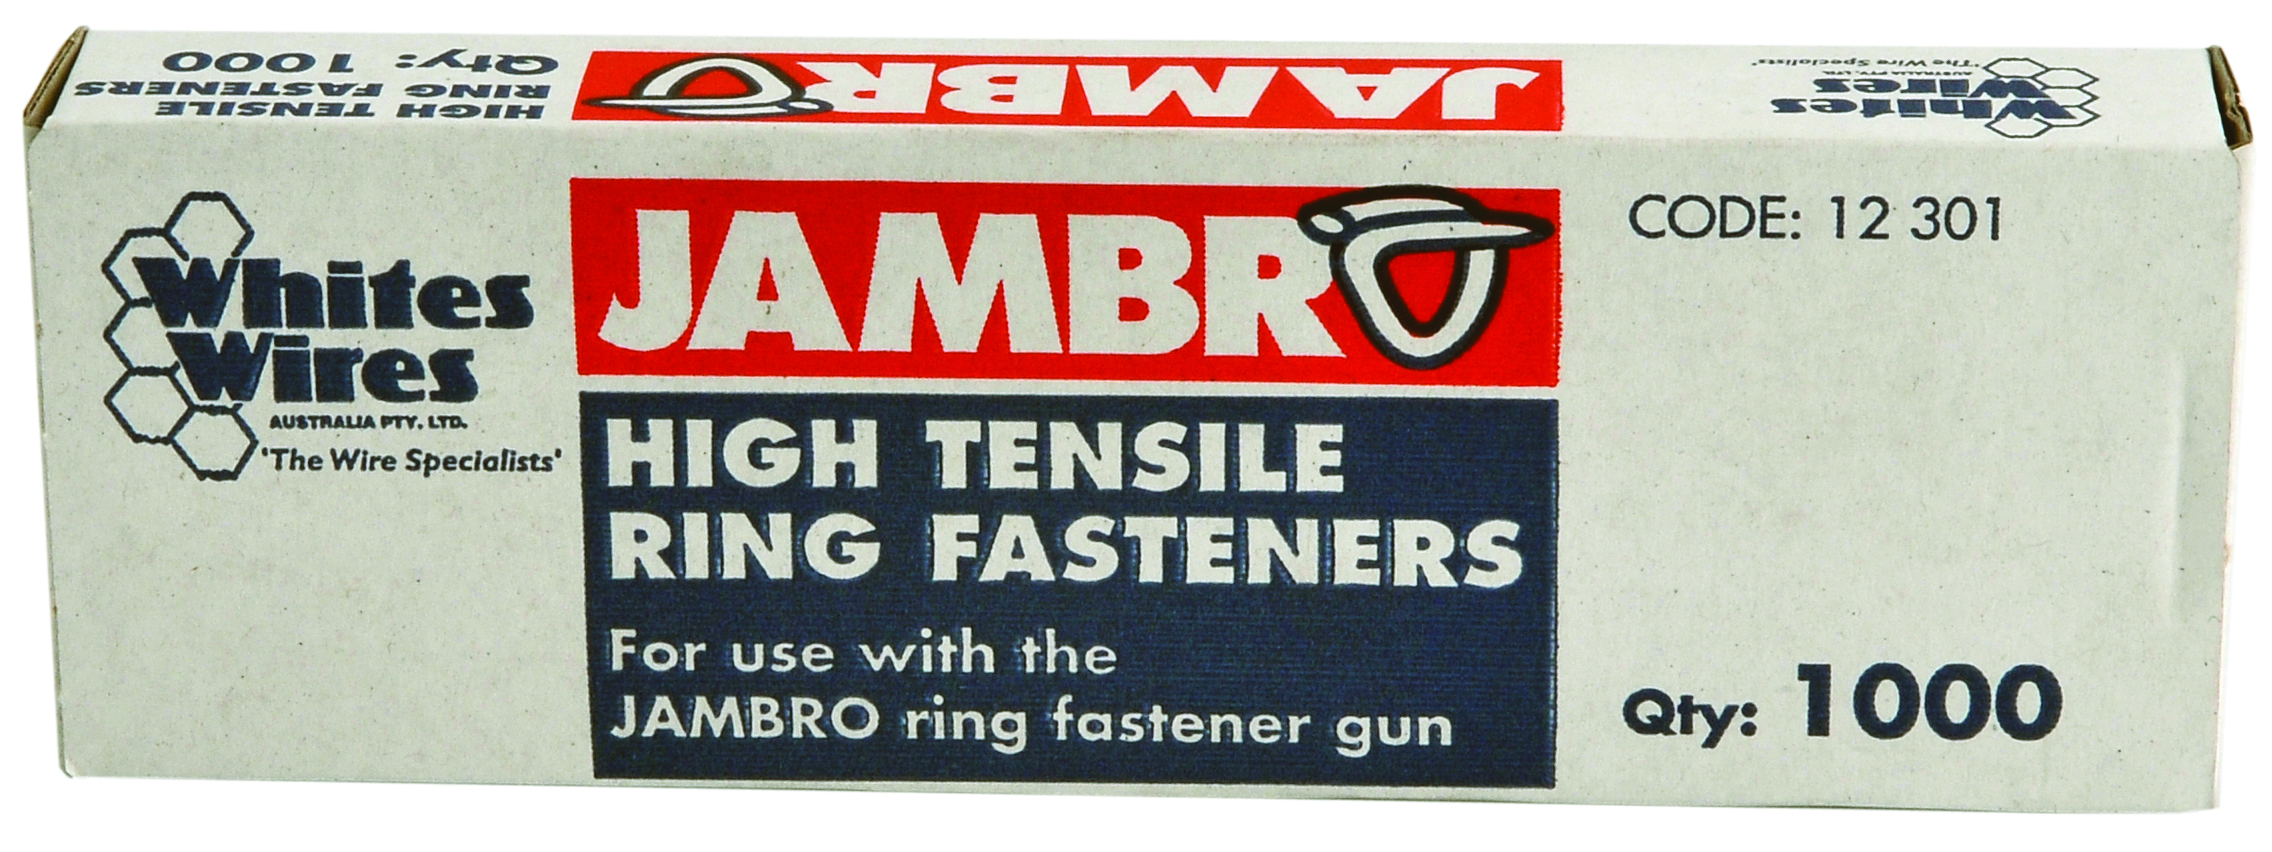 Qty: 1000
RING FASTENERS
HIGH TENSILE
JAMBRO
'The Wire Specialists'
AUSTRALIA PTY. LTD.
Wires
Whites
Whites
Wires
AUSTRALIA PTY. LTD.
'The Wire Specialists'
JAMBRO
HIGH TENSILE
RING FASTENERS
For use with the
JAMBRO ring fastener gun
CODE: 12 301
Qty: 1000